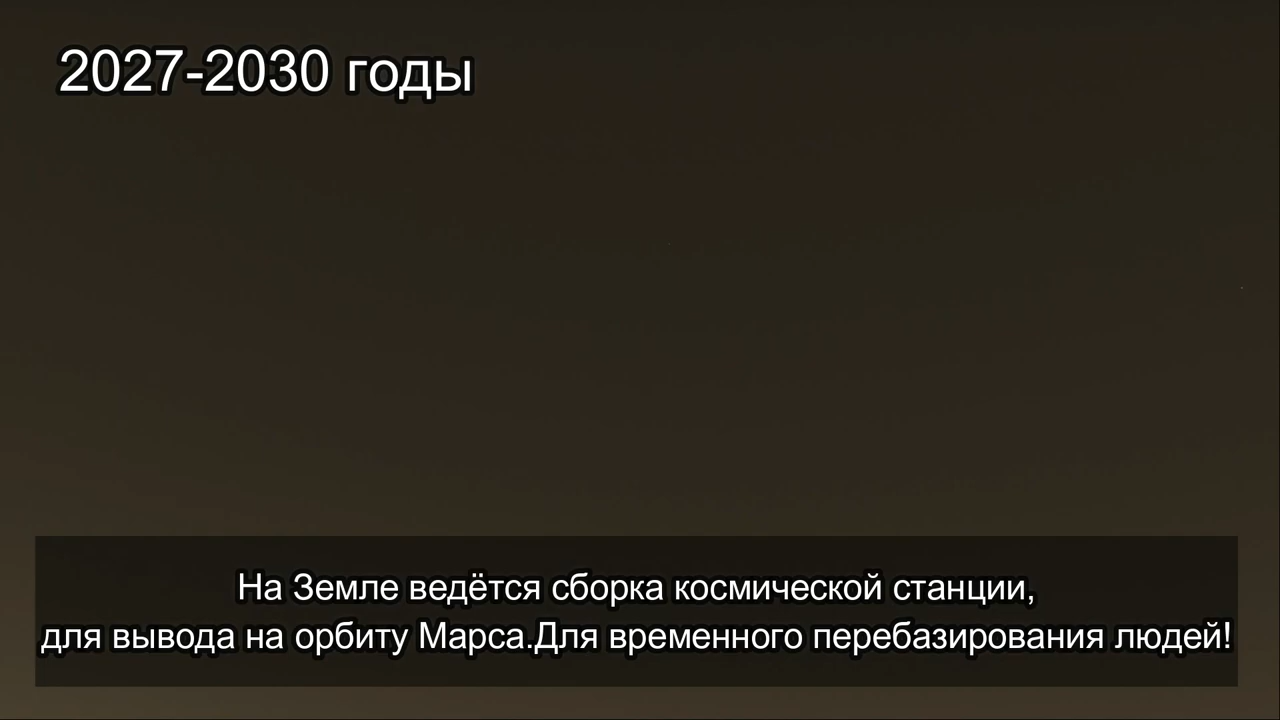 2027-2030 годы
На Земле ведётся сборка космической станции,
для вывода на орбиту Марса.Для временного перебазирования людей!